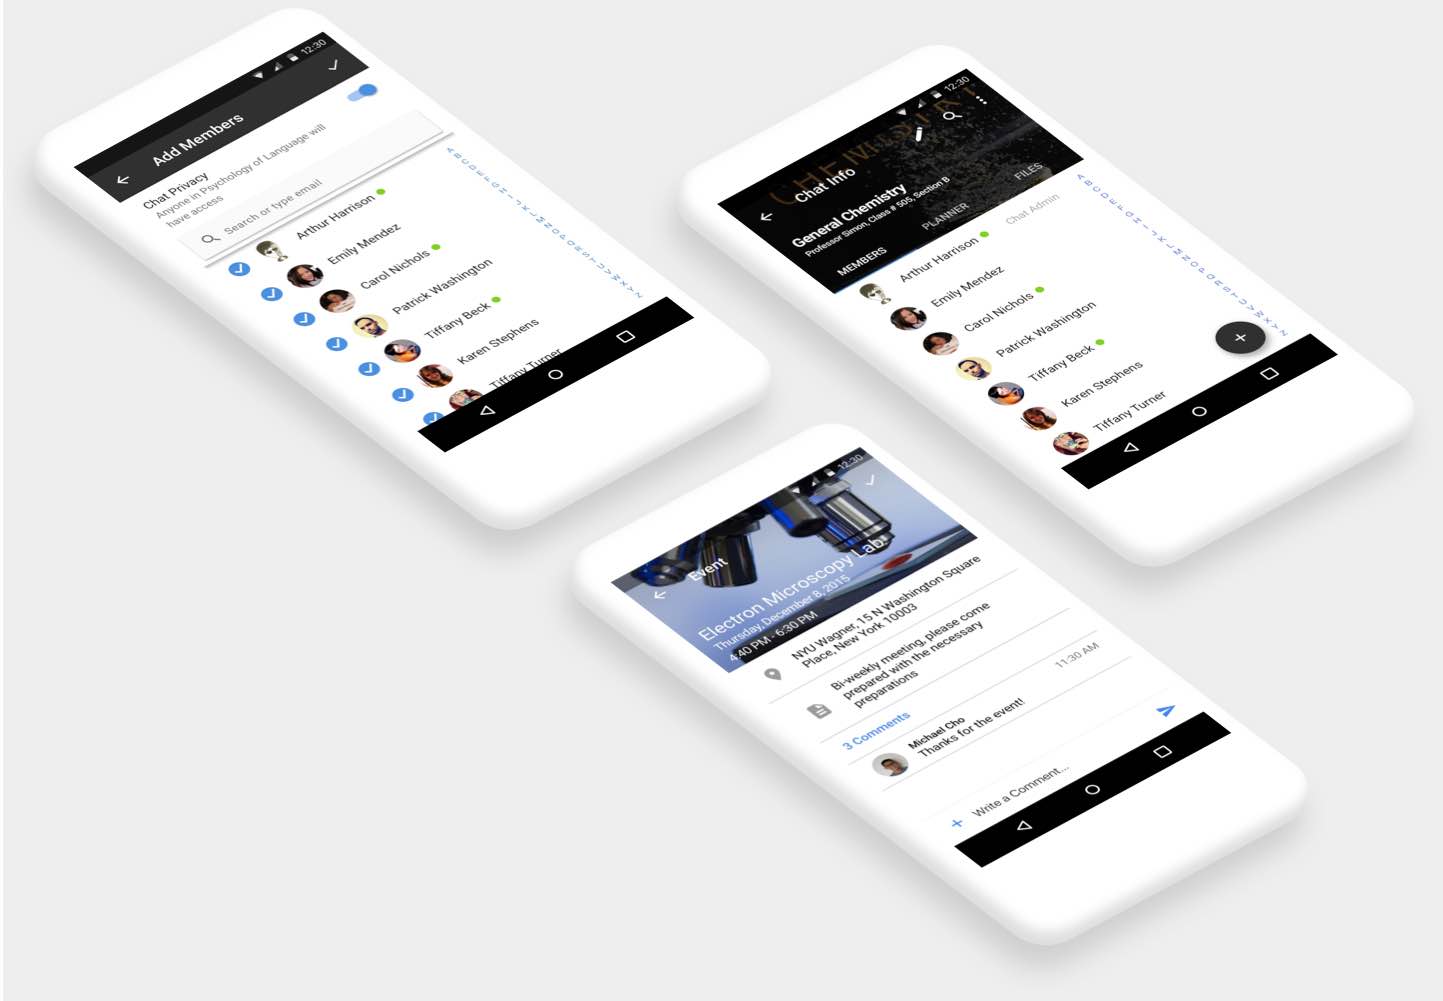 12:30
Add Members
Chat Privacy
Anyone in Psychology of Language will
have access
Search or type email
Arthur Harrison
Emily Mendez
Carol Nichols
Patrick Washington
Tiffany Beck
Karen Stephens
Tiffany Turner
A
B
C
D
E
F
G
H
I
J
K
L
M
N
O
P
Q
R
S
T
U
V
W
X
Y
Z
12:30
Chat Info
General Chemistry
Professor Simon, Class # 505, Section B
MEMBERS
PLANNER
FILES
Arthur Harrison
Chat Admin
Emily Mendez
Carol Nichols
Patrick Washington
Tiffany Beck
Karen Stephens
Tiffany Turner
A
B
C
D
E
F
G
H
I
J
K
L
M
N
O
P
Q
R
S
T
U
V
W
X
Y
Z
12:30
Event
Electron Microscopy Lab
Thursday, December 8, 2015
4:40 PM - 6:30 PM
NYU Wagner, 15 N Washington Square
Place, New York 10003
Bi-weekly meeting, please come
prepared with the necessary
preparations
3 Comments
Michael Cho
11:30 AM
Thanks for the event!
Write a Comment...